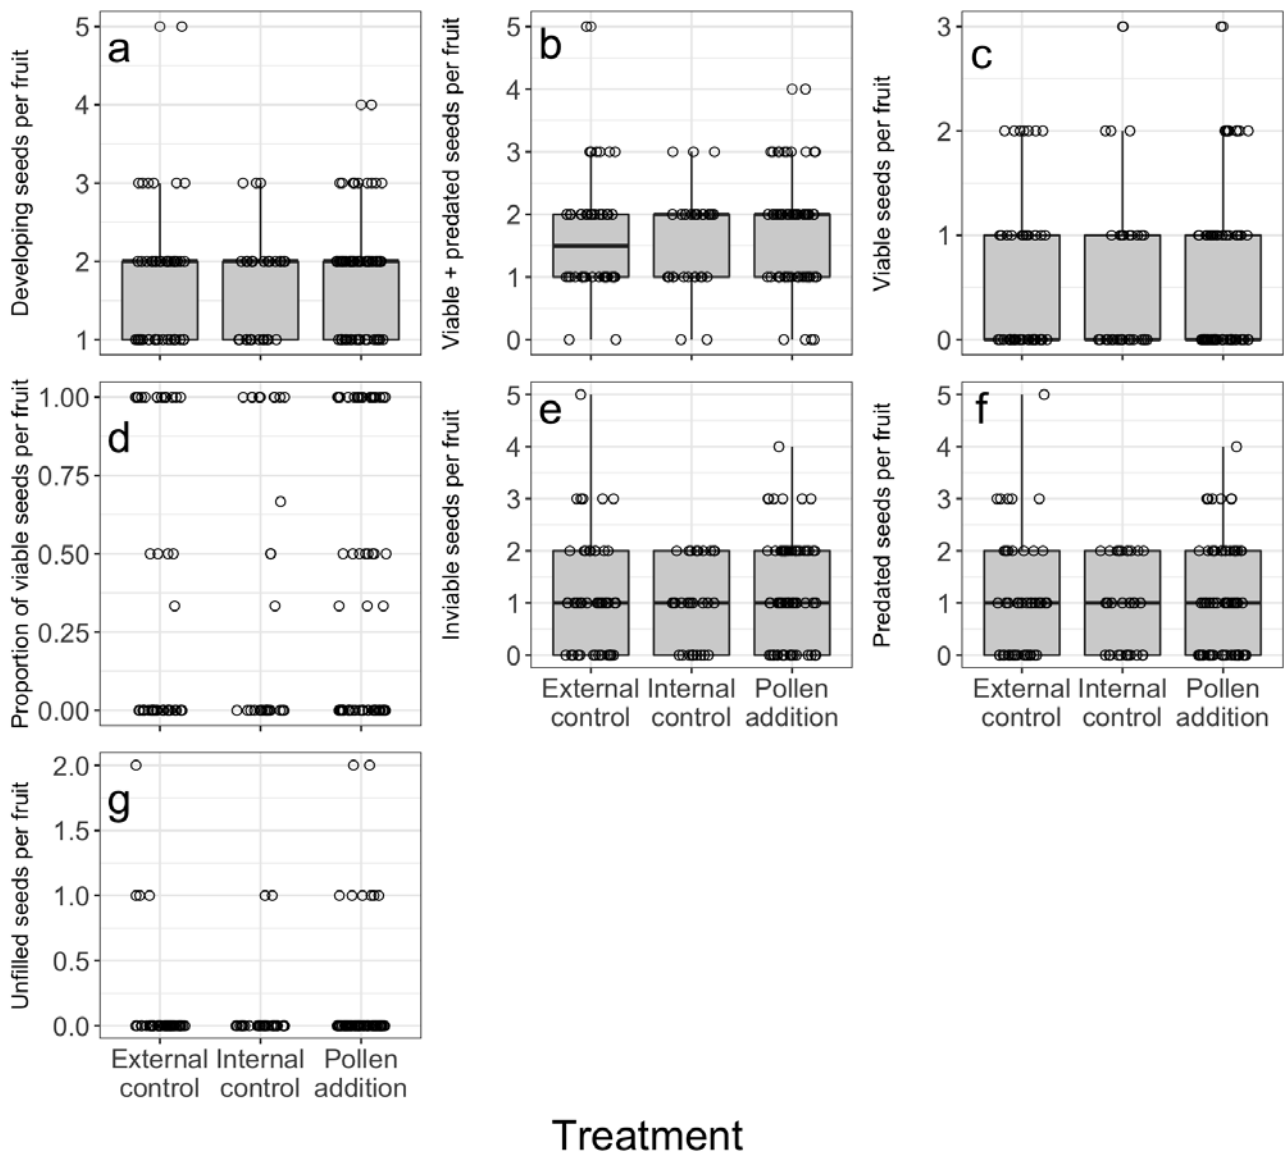 Developing seeds per fruit
a
5
4
3
2
1
Viable + predated seeds per fruit
b
5
4
3
2
1
0
Viable seeds per fruit
c
3
2
1
0
Proportion of viable seeds per fruit
d
1.00
0.75
0.50
0.25
0.00
Inviable seeds per fruit
e
5
4
3
2
1
0
External
control
Internal
control
Pollen
addition
Predated seeds per fruit
f
5
4
3
2
1
0
External
control
Internal
control
Pollen
addition
Unfilled seeds per fruit
g
2.0
1.5
1.0
0.5
0.0
External
control
Internal
control
Pollen
addition
Treatment